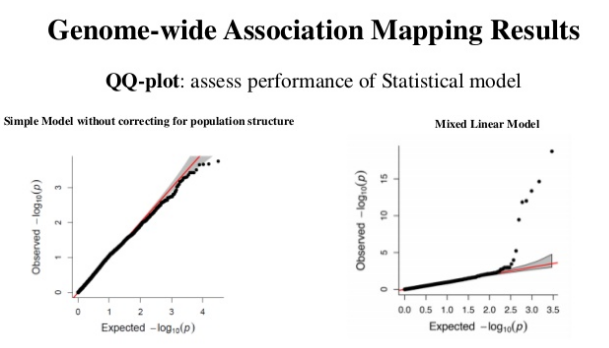 Genome-wide Association Mapping Results
QQ-plot: assess performance of Statistical model
Simple Model without correcting for population structure
Mixed Linear Model
Observed −log₁₀(p)
0 1 2 3
0 1 2 3 4
Expected −log₁₀(p)
Observed −log₁₀(p)
0 5 10 15
0.0 0.5 1.0 1.5 2.0 2.5 3.0 3.5
Expected −log₁₀(p)